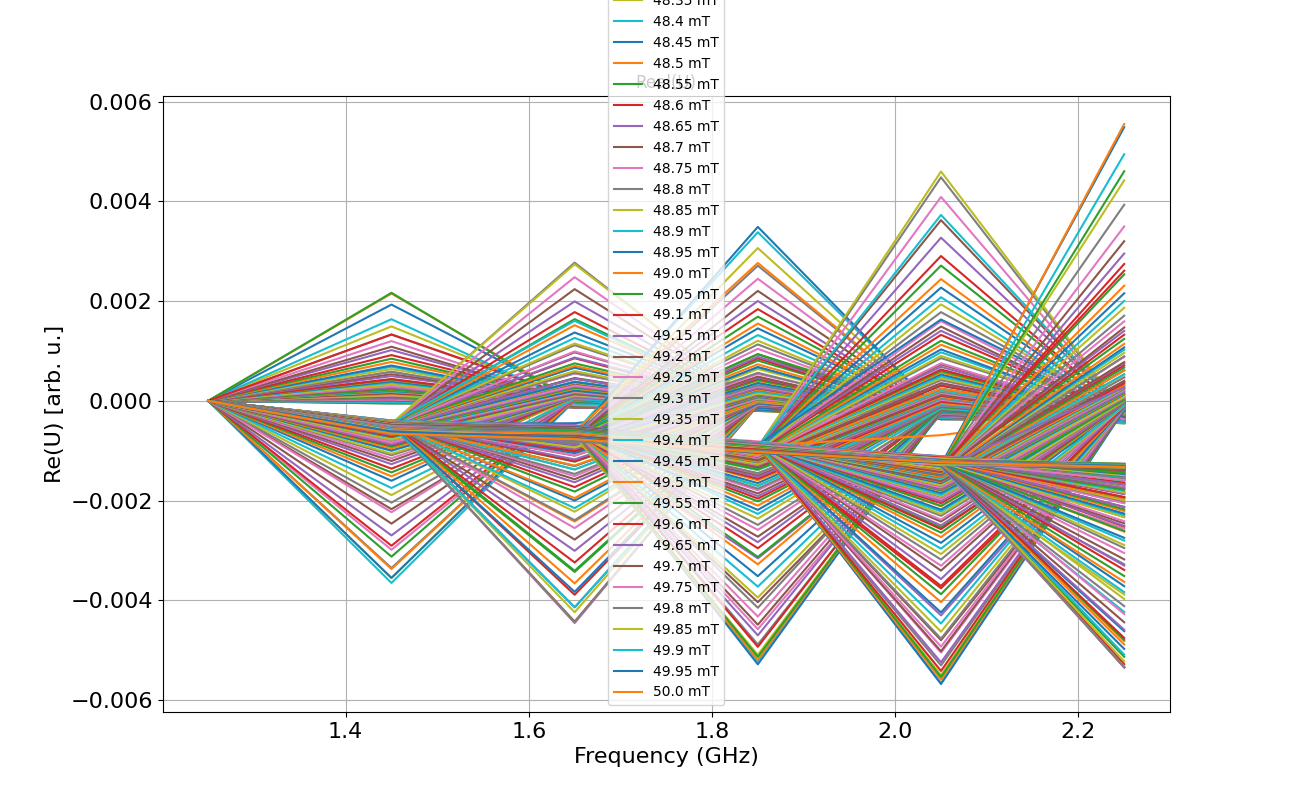 48.35 mT
48.4 mT
48.45 mT
48.5 mT
48.55 mT
48.6 mT
48.65 mT
48.7 mT
48.75 mT
48.8 mT
48.85 mT
48.9 mT
48.95 mT
49.0 mT
49.05 mT
49.1 mT
49.15 mT
49.2 mT
49.25 mT
49.3 mT
49.35 mT
49.4 mT
49.45 mT
49.5 mT
49.55 mT
49.6 mT
49.65 mT
49.7 mT
49.75 mT
49.8 mT
49.85 mT
49.9 mT
49.95 mT
50.0 mT
0.006
0.004
0.002
0.000
−0.002
−0.004
−0.006
Re(U) [arb. u.]
1.4
1.6
1.8
2.0
2.2
Frequency (GHz)